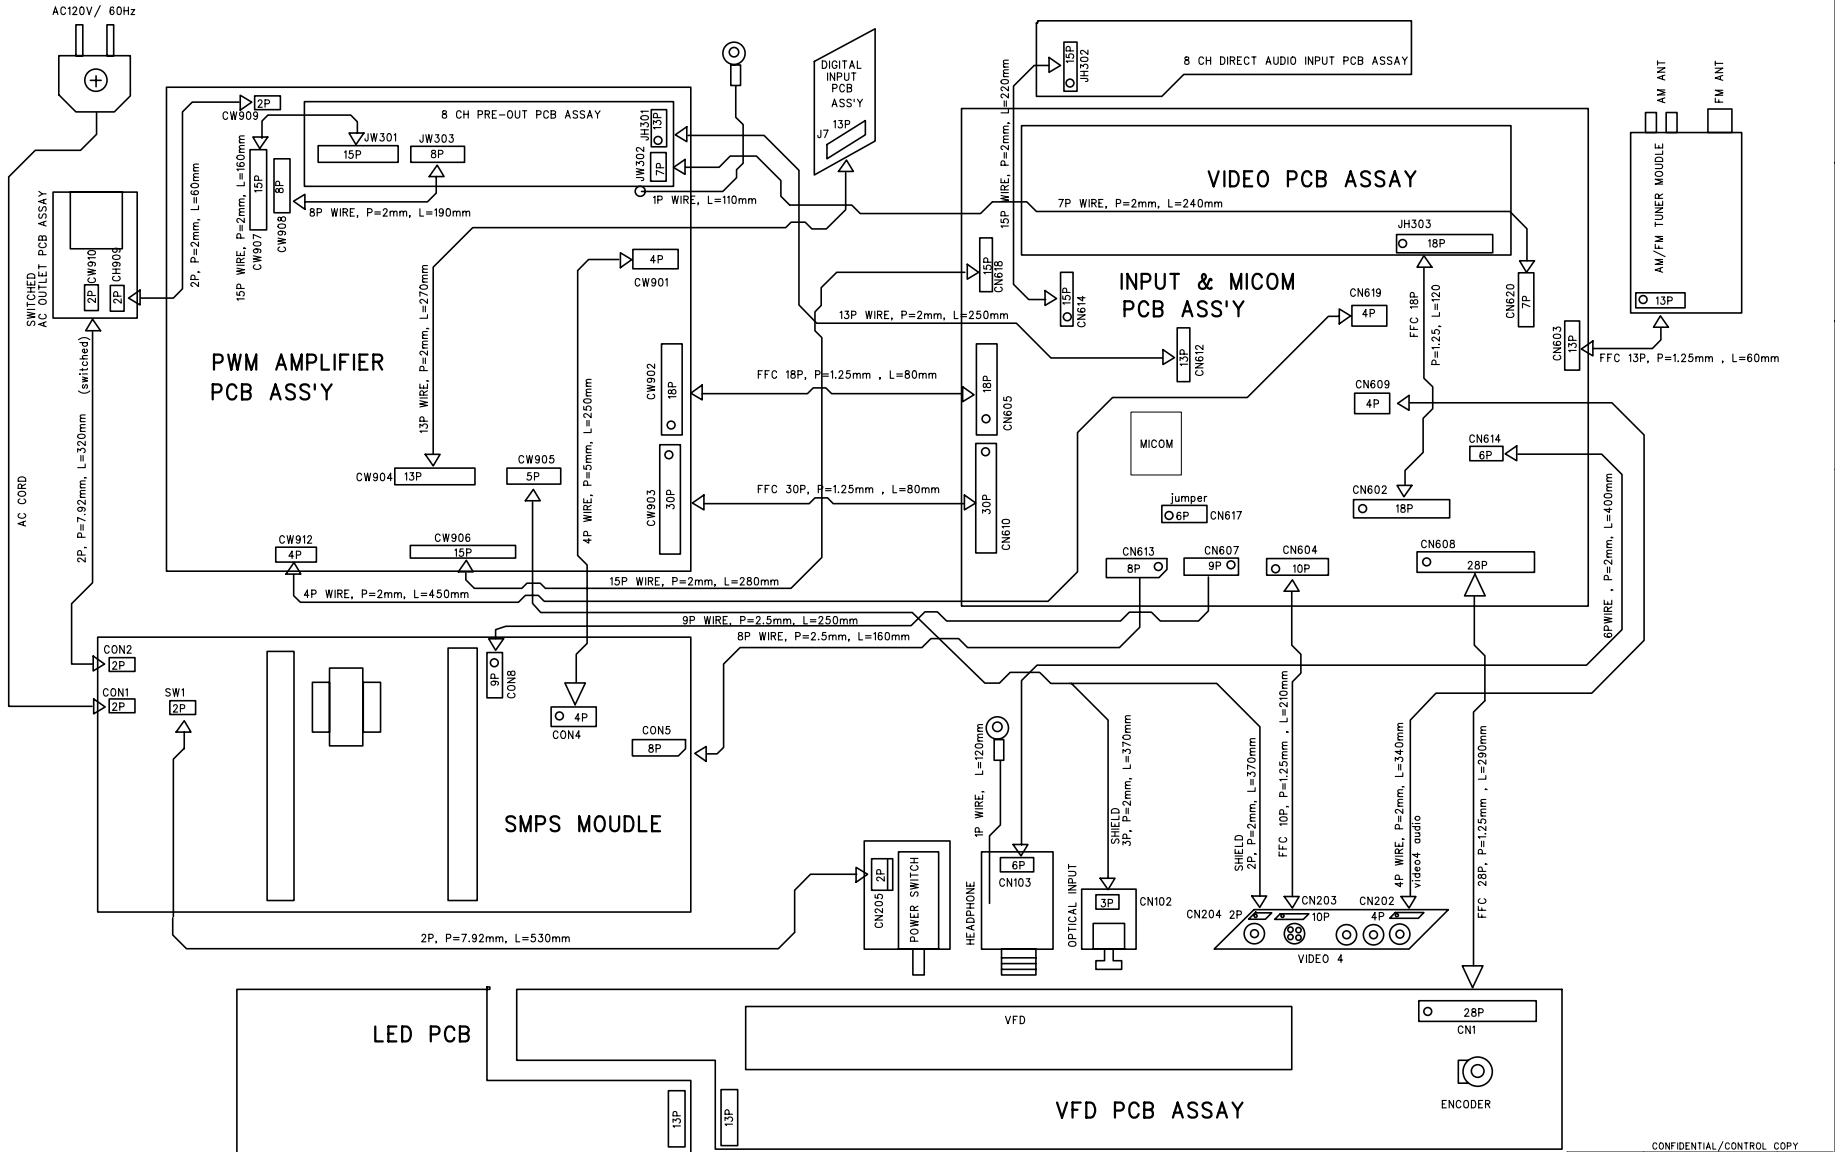 AC120V/ 60Hz
2P
CW909
8 CH PRE-OUT PCB ASSAY
JW301
15P
JW303
8P
JH301
13P
JW302
7P
1P WIRE, L=110mm
DIGITAL
INPUT
PCB
ASS'Y
13P
J7
15P
JH302
8 CH DIRECT AUDIO INPUT PCB ASSAY
15P WIRE, P=2mm, L=220mm
AM ANT
FM ANT
AM/FM TUNER MOUDLE
13P
2P, P=2mm, L=60mm
15P WIRE, P=2mm, L=160mm
15P
CW907
8P
CW908
8P WIRE, P=2mm, L=190mm
SWITCHED
AC OUTLET PCB ASSAY
2P
CW910
2P
CH909
VIDEO PCB ASSAY
7P WIRE, P=2mm, L=240mm
JH303
18P
4P
CW901
15P
CN618
15P
CN614
INPUT & MICOM
PCB ASS'Y
CN619
4P
FFC 18P
P=1.25, L=120
CN620
7P
CN603
13P
FFC 13P, P=1.25mm , L=60mm
13P WIRE, P=2mm, L=270mm
13P WIRE, P=2mm, L=250mm
13P
CN612
PWM AMPLIFIER
PCB ASS'Y
CW902
18P
FFC 18P, P=1.25mm , L=80mm
18P
CN605
CN609
4P
MICOM
CN614
6P
AC CORD
2P, P=7.92mm, L=320mm (switched)
4P WIRE, P=5mm, L=250mm
CW904
13P
CW905
5P
CW903
30P
FFC 30P, P=1.25mm , L=80mm
30P
CN610
jumper
6P
CN617
CN602
18P
CW912
4P
CW906
15P
CN613
8P
CN607
9P
CN604
10P
CN608
28P
15P WIRE, P=2mm, L=280mm
4P WIRE, P=2mm, L=450mm
9P WIRE, P=2.5mm, L=250mm
8P WIRE, P=2.5mm, L=160mm
6PWIRE , P=2mm, L=400mm
CON2
2P
CON1
2P
SW1
2P
9P
CON8
4P
CON4
CON5
8P
SMPS MOUDLE
1P WIRE, L=120mm
SHIELD
3P, P=2mm, L=370mm
SHIELD
2P, P=2mm, L=370mm
FFC 10P, P=1.25mm , L=210mm
4P WIRE, P=2mm, L=340mm
video4 audio
FFC 28P, P=1.25mm , L=290mm
2P
CN205
POWER SWITCH
HEADPHONE
6P
CN103
OPTICAL INPUT
3P
CN102
CN204
2P
CN203
10P
CN202
4P
VIDEO 4
2P, P=7.92mm, L=530mm
LED PCB
13P
13P
VFD
28P
CN1
ENCODER
VFD PCB ASSAY
CONFIDENTIAL/CONTROL COPY